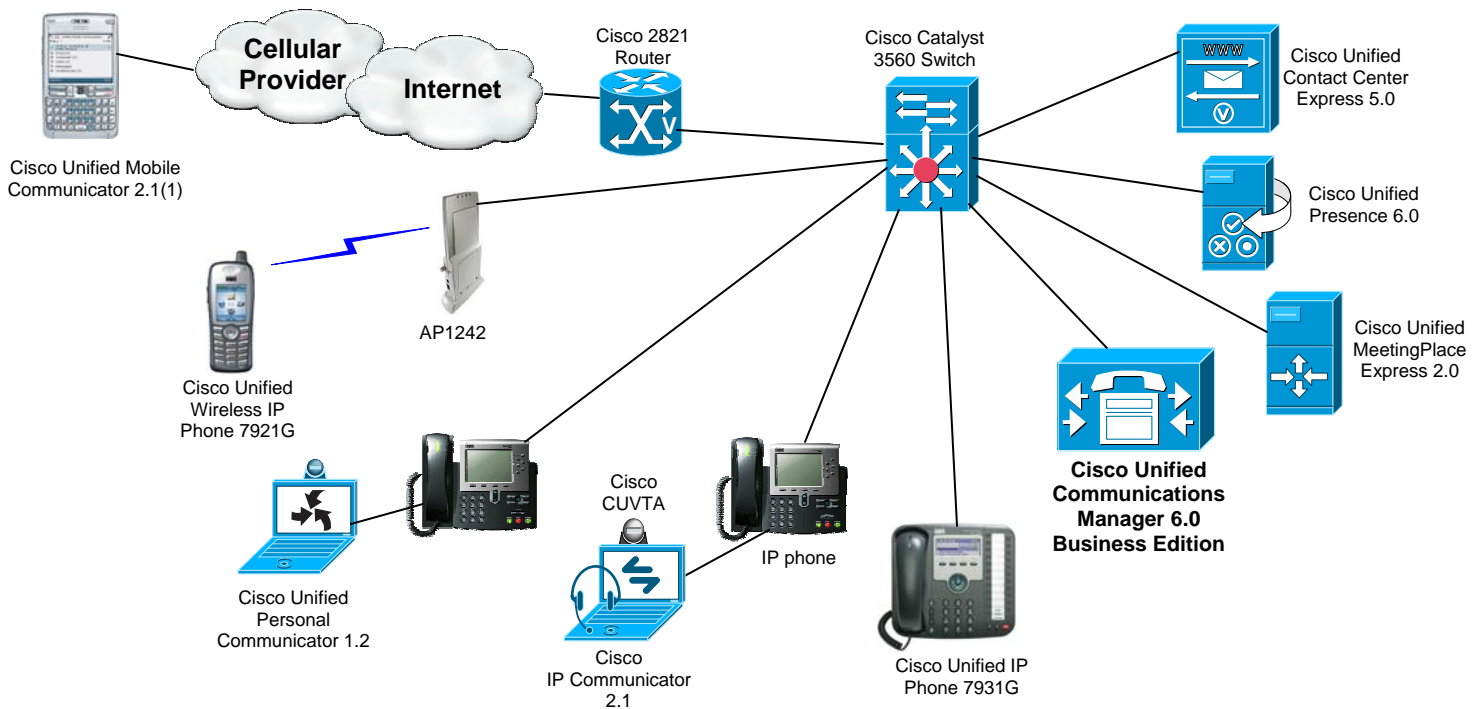 Cellular
Provider
Internet
Cisco 2821
Router
V
Cisco Catalyst
3560 Switch
WWW
V
Cisco Unified
Contact Center
Express 5.0
Cisco Unified Mobile
Communicator 2.1(1)
Cisco Unified
Presence 6.0
AP1242
Cisco Unified
MeetingPlace
Express 2.0
Cisco Unified
Wireless IP
Phone 7921G
Cisco Unified
Communications
Manager 6.0
Business Edition
Cisco
CUVTA
IP phone
Cisco Unified
Personal
Communicator 1.2
Cisco
IP Communicator
2.1
Cisco Unified IP
Phone 7931G